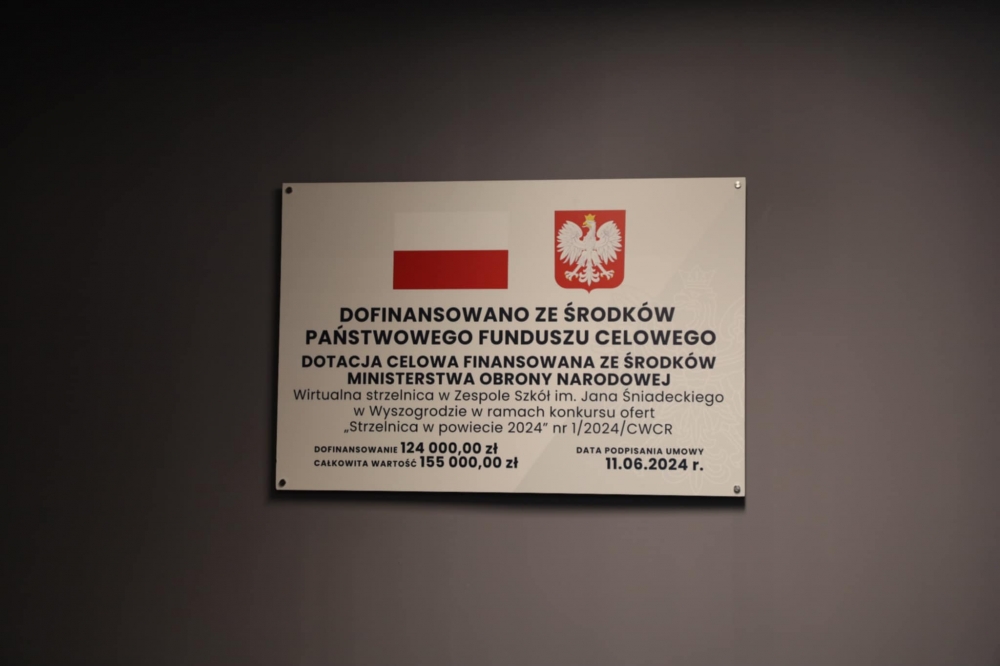 DOFINANSOWANO ZE ŚRODKÓW
PAŃSTWOWEGO FUNDUSZU CELOWEGO
DOTACJA CELOWA FINANSOWANA ZE ŚRODKÓW
MINISTERSTWA OBRONY NARODOWEJ
Wirtualna strzelnica w Zespole Szkół im. Jana Śniadeckiego
w Wyszogrodzie w ramach konkursu ofert
„Strzelnica w powiecie 2024” nr 1/2024/CWCR
DOFINANSOWANIE 124 000,00 zł
CAŁKOWITA WARTOŚĆ 155 000,00 zł
DATA PODPISANIA UMOWY
11.06.2024 r.